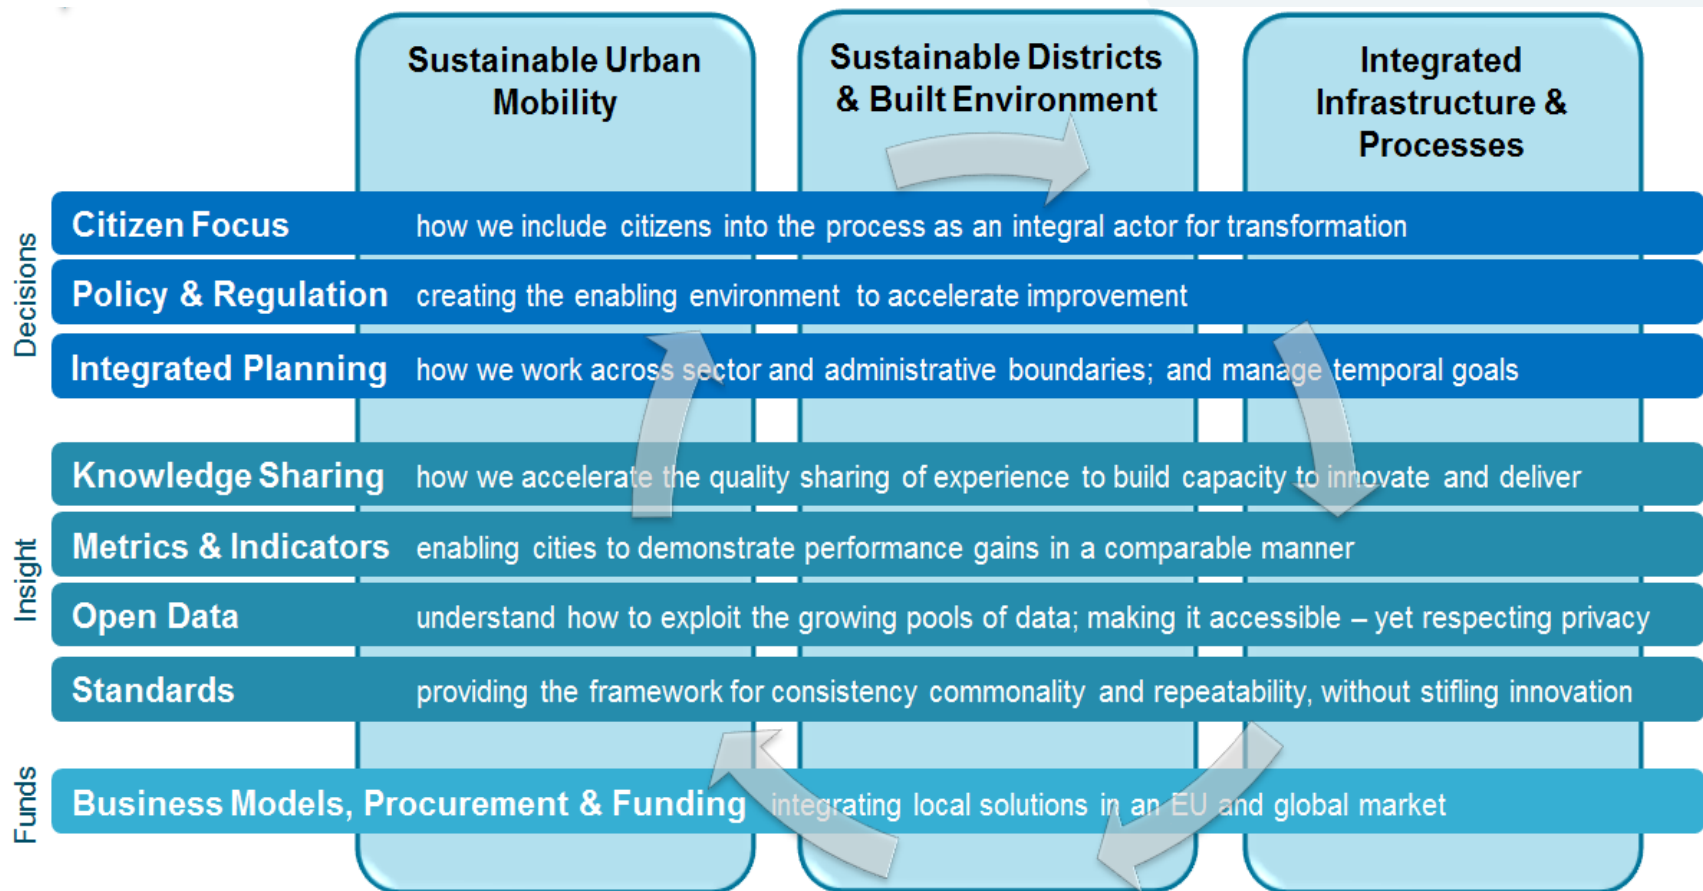 Sustainable Urban
Mobility
Sustainable Districts
& Built Environment
Integrated
Infrastructure &
Processes
Decisions
Citizen Focus how we include citizens into the process as an integral actor for transformation
Policy & Regulation creating the enabling environment to accelerate improvement
Integrated Planning how we work across sector and administrative boundaries; and manage temporal goals
Insight
Knowledge Sharing how we accelerate the quality sharing of experience to build capacity to innovate and deliver
Metrics & Indicators enabling cities to demonstrate performance gains in a comparable manner
Open Data understand how to exploit the growing pools of data; making it accessible – yet respecting privacy
Standards providing the framework for consistency commonality and repeatability, without stifling innovation
Funds
Business Models, Procurement & Funding integrating local solutions in an EU and global market